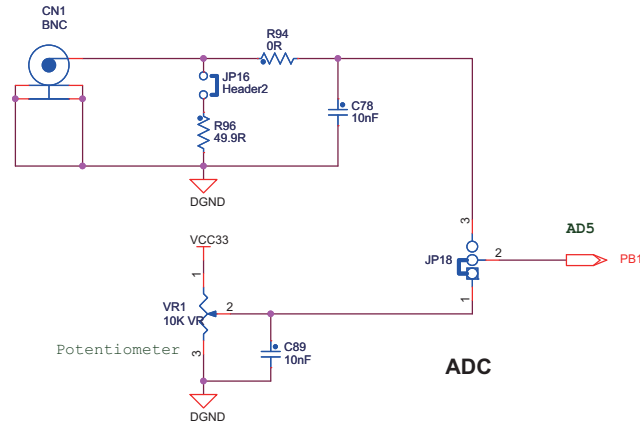 CN1
BNC
R94
0R
JP16
Header2
C78
10nF
R96
49.9R
DGND
3
AD5
VCC33
JP18
2
PB1
1
1
VR1
2
10K VR
C89
Potentiometer
3
10nF
ADC
DGND